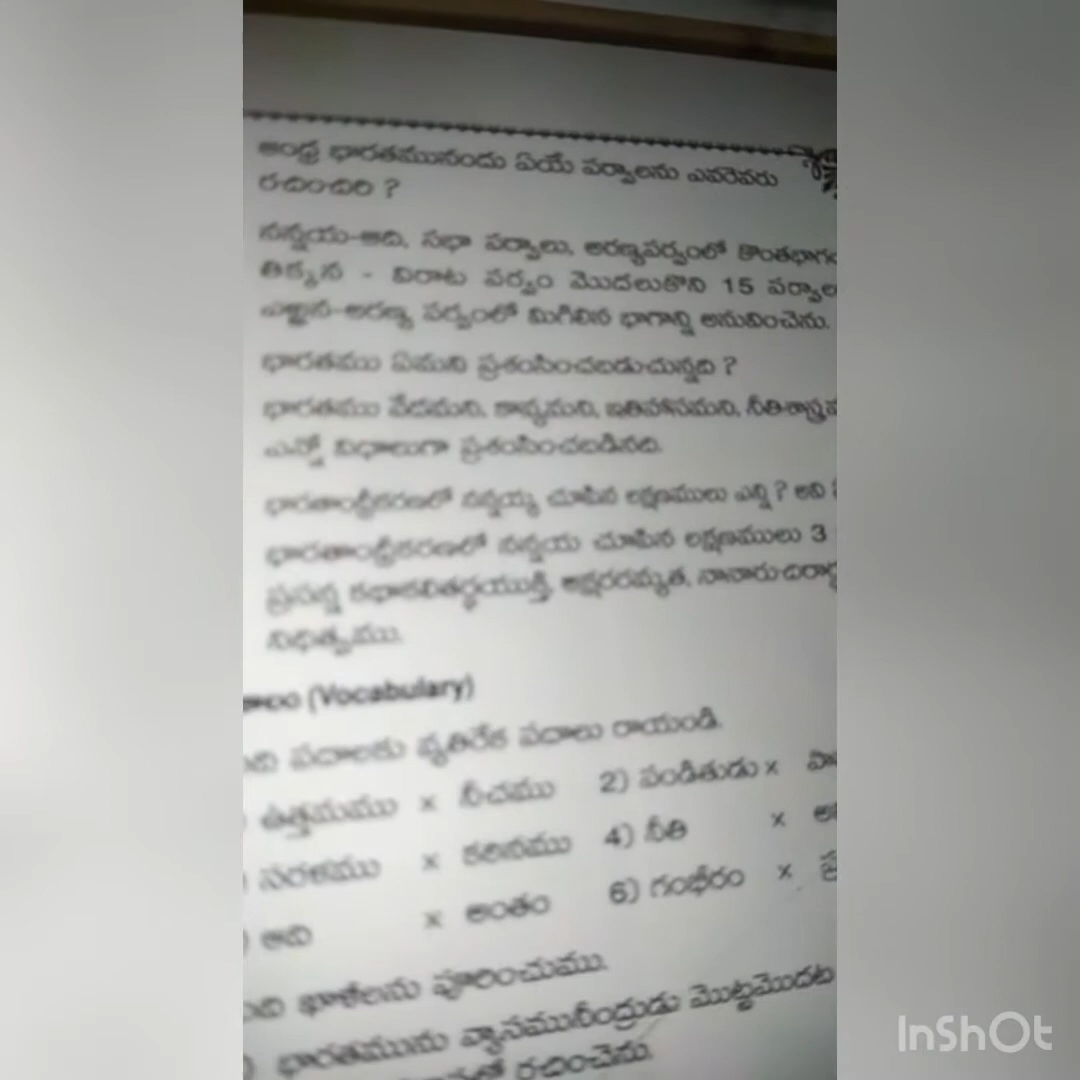 ఆంధ్ర భారతమునందు ఏయే పర్వాలను ఎవరెవరు
రచించిరి ?
నన్నయ-ఆది, సభా పర్వాలు, అరణ్యపర్వంలో కొంతభాగం
తిక్కన - విరాట పర్వం మొదలుకొని 15 పర్వాల
ఎఱ్ఱన-అరణ్య పర్వంలో మిగిలిన భాగాన్ని అనువించెను.
భారతము ఏమని ప్రశంసించబడుచున్నది ?
భారతము వేదమని, కావ్యమని, ఇతిహాసమని, నీతిశాస్త్రమ
ఎన్నో విధాలుగా ప్రశంసించబడినది.
భారతాంధ్రీకరణలో నన్నయ్య చూపిన లక్షణములు ఎన్ని ? అవి
భారతాంధ్రీకరణలో నన్నయ చూపిన లక్షణములు 3
ప్రసన్న కథాకవితార్థయుక్తి, అక్షరరమ్యత, నానారుచిరార్థ
నిధిత్వము.
(Vocabulary)
పదాలకు వ్యతిరేక పదాలు రాయండి.
ఉత్తమము × నీచము 2) పండితుడు ×
సరళము × కఠినము 4) నీతి ×
ఆది × అంతం 6) గంభీరం ×
ఖాళీలను పూరించుము.
భారతమును వ్యాసమునీంద్రుడు మొట్టమొదట
రచించెను.
InShOt